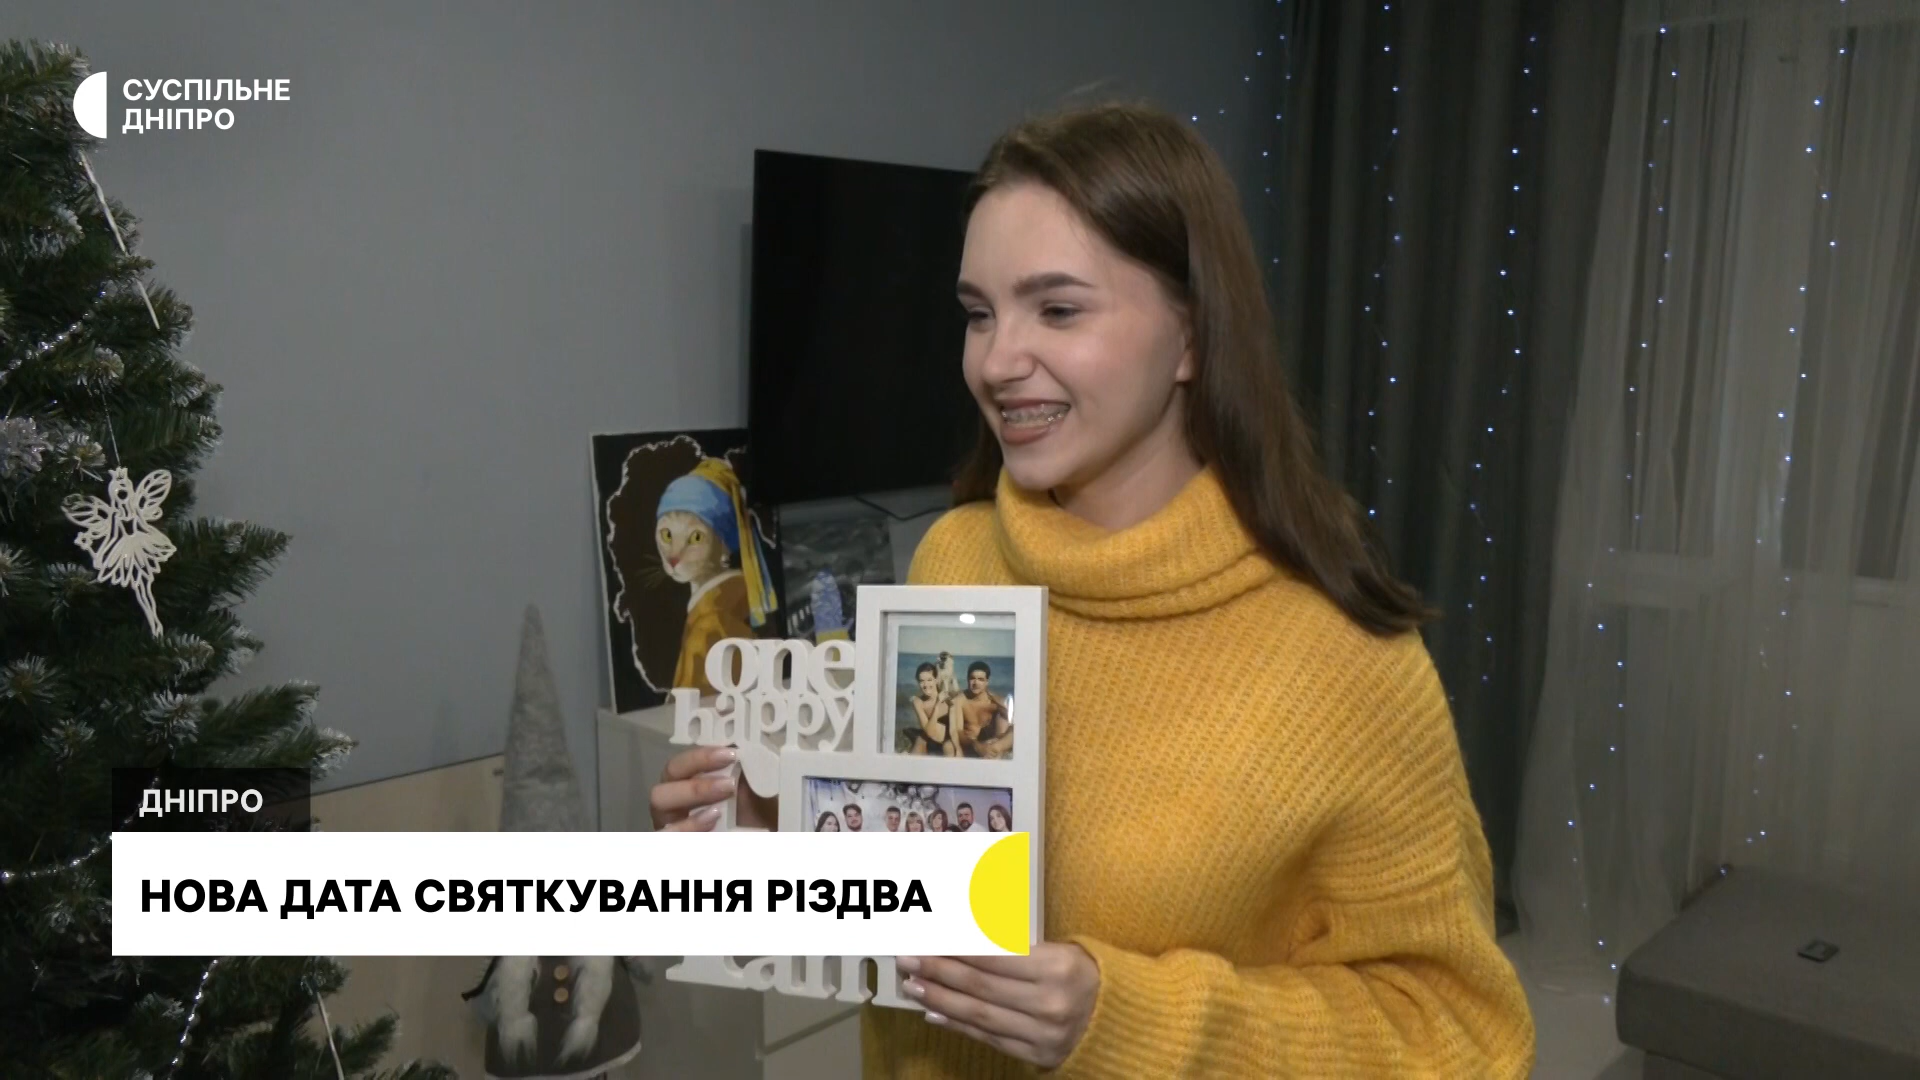 СУСПІЛЬНЕ
ДНІПРО
one
happy
ДНІПРО
НОВА ДАТА СВЯТКУВАННЯ РІЗДВА